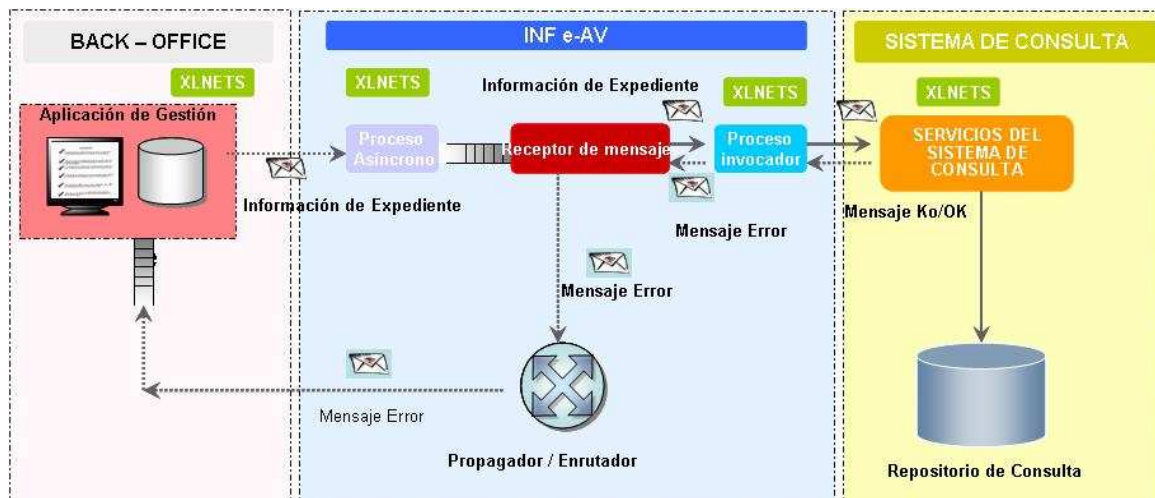 BACK – OFFICE
INF e-AV
SISTEMA DE CONSULTA
XLNETS
XLNETS
XLNETS
XLNETS
Aplicación de Gestión
Información de Expediente
Proceso
Asíncrono
Receptor de mensaje
Proceso
invocador
SERVICIOS DEL
SISTEMA DE
CONSULTA
Información de Expediente
Mensaje Error
Mensaje Ko/OK
Mensaje Error
Mensaje Error
Propagador / Enrutador
Repositorio de Consulta